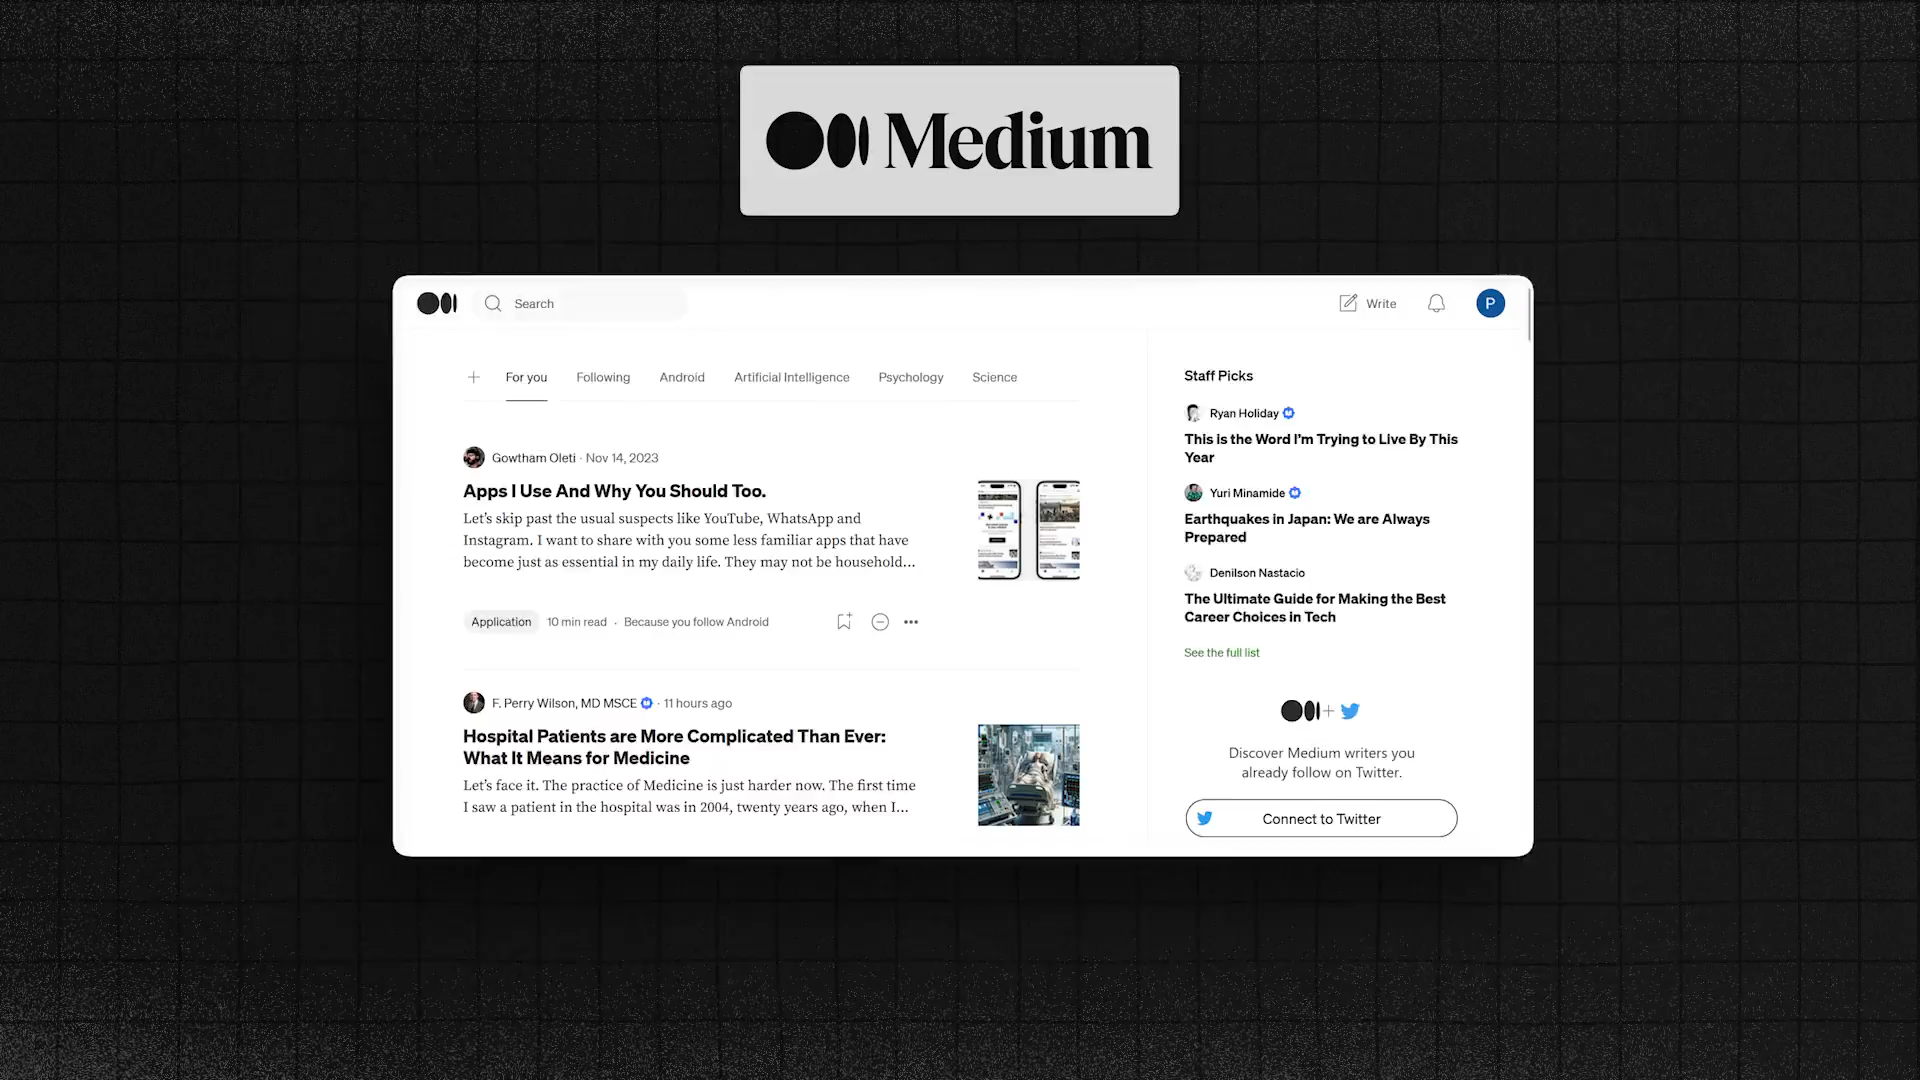 Medium
Search
Write
P
For you
Following
Android
Artificial Intelligence
Psychology
Science
Gowtham Oleti · Nov 14, 2023
Apps I Use And Why You Should Too.
Let’s skip past the usual suspects like YouTube, WhatsApp and
Instagram. I want to share with you some less familiar apps that have
become just as essential in my daily life. They may not be household…
Application
10 min read · Because you follow Android
F. Perry Wilson, MD MSCE · 11 hours ago
Hospital Patients are More Complicated Than Ever:
What It Means for Medicine
Let’s face it. The practice of Medicine is just harder now. The first time
I saw a patient in the hospital was in 2004, twenty years ago, when I…
Staff Picks
Ryan Holiday
This is the Word I’m Trying to Live By This
Year
Yuri Minamide
Earthquakes in Japan: We are Always
Prepared
Denilson Nastacio
The Ultimate Guide for Making the Best
Career Choices in Tech
See the full list
+
Discover Medium writers you
already follow on Twitter.
Connect to Twitter